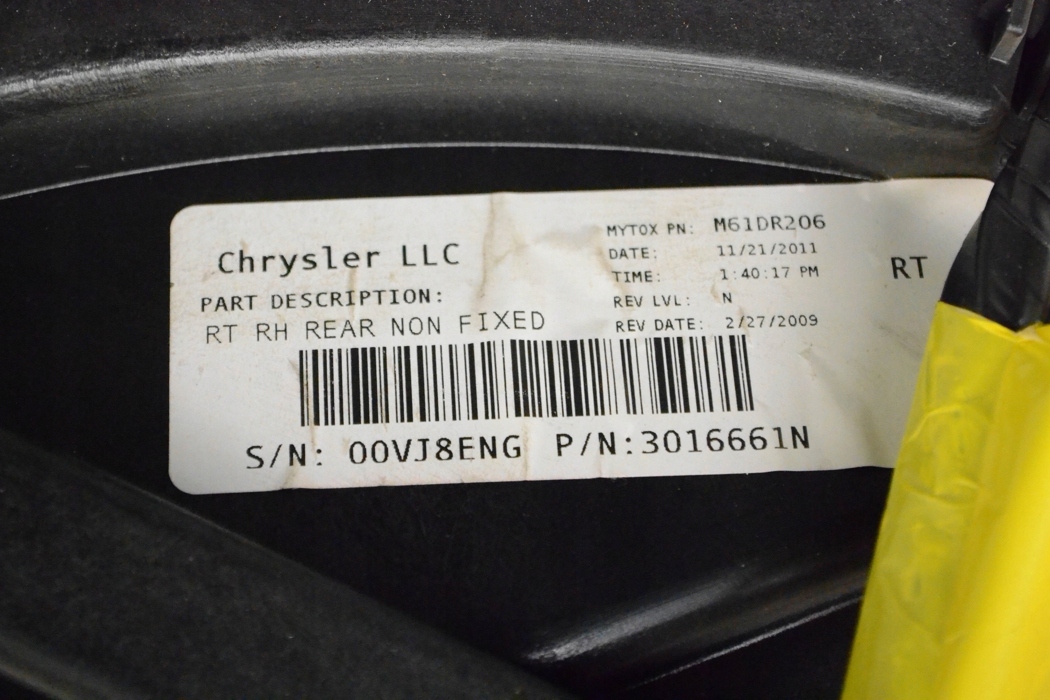 Chrysler LLC
PART DESCRIPTION:
RT RH REAR NON FIXED
MYTOX PN: M61DR206
DATE: 11/21/2011
TIME: 1:40:17 PM
REV LVL: N
REV DATE: 2/27/2009
RT
S/N: 00VJ8ENG P/N:3016661N